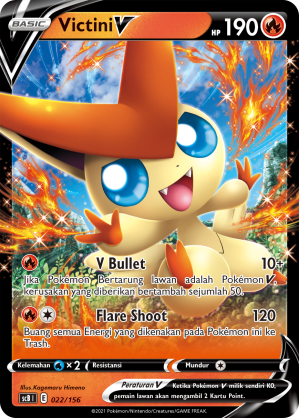 BASIC Victini V HP 190
V Bullet 10+
Jika Pokémon Bertarung lawan adalah Pokémon V,
kerusakan yang diberikan bertambah sejumlah 50.
Flare Shoot 120
Buang semua Energi yang dikenakan pada Pokémon ini ke
Trash.
Kelemahan × 2 Resistansi Mundur
Ilus. Kagemaru Himeno
Peraturan V Ketika Pokémon V milik sendiri KO,
pemain lawan akan mengambil 2 Kartu Point.
sc3 I E 022/156
©2021 Pokémon/Nintendo/Creatures/GAME FREAK.